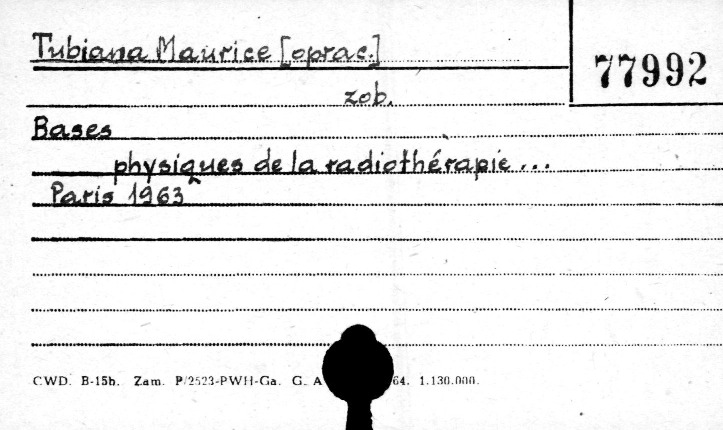 Tubiana Maurice [oprac.]
77992
zob.
Bases
physiques de la radiothérapie...
Paris 1963
CWD. B-15b. Zam. P/2523-PWH-Ga. G. A 64. 1.130.000.